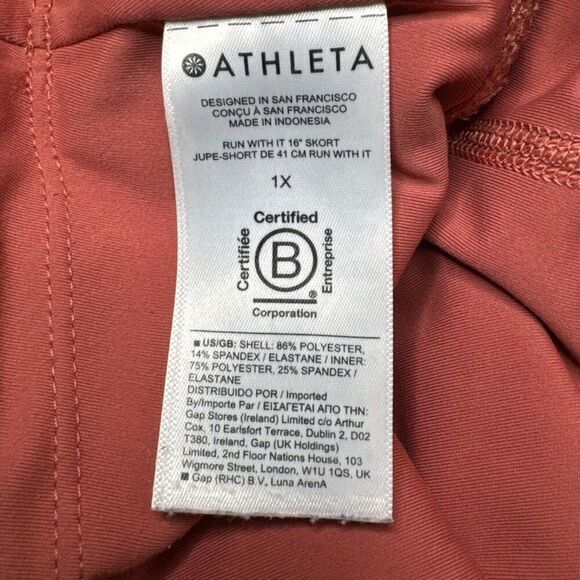 ATHLETA
DESIGNED IN SAN FRANCISCO
CONÇU À SAN FRANCISCO
MADE IN INDONESIA
RUN WITH IT 16" SKORT
JUPE-SHORT DE 41 CM RUN WITH IT
1X
Certified
Certifiée
B
Entreprise
®
Corporation
US/GB: SHELL: 86% POLYESTER,
14% SPANDEX / ELASTANE / INNER:
75% POLYESTER, 25% SPANDEX /
ELASTANE
DISTRIBUIDO POR / Imported
By/Importe Par / ΕΙΣΑΓΕΤΑΙ ΑΠΟ ΤΗΝ:
Gap Stores (Ireland) Limited c/o Arthur
Cox, 10 Earlsfort Terrace, Dublin 2, D02
T380, Ireland, Gap (UK Holdings)
Limited, 2nd Floor Nations House, 103
Wigmore Street, London, W1U 1QS, UK
Gap (RHC) B.V., Luna ArenA